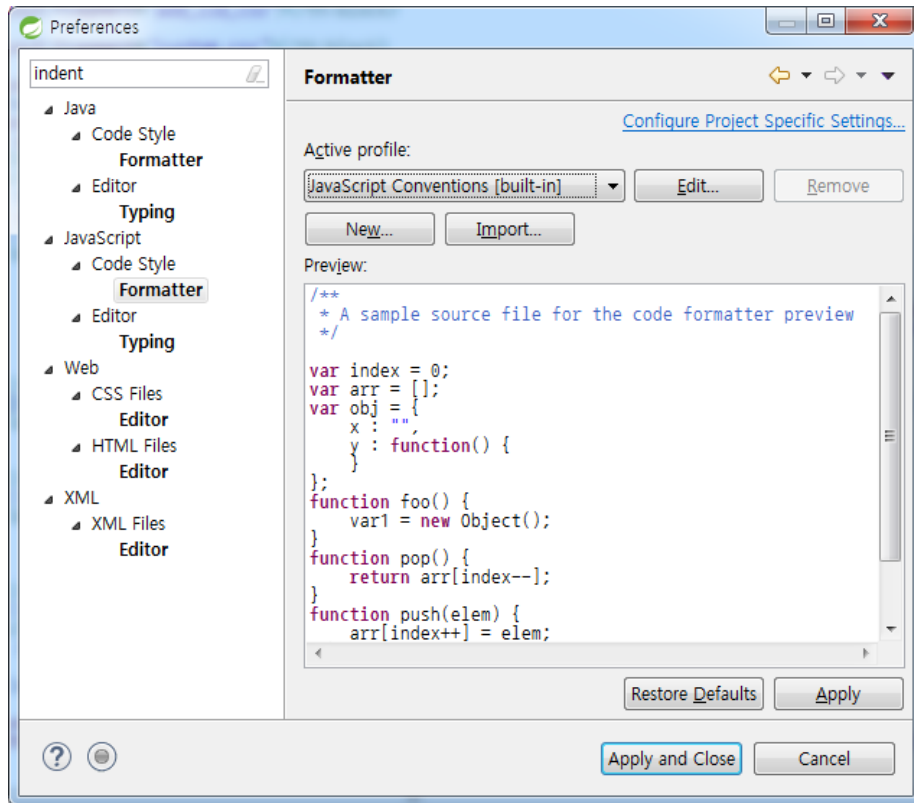 Preferences
indent
Java
Code Style
Formatter
Editor
Typing
JavaScript
Code Style
Formatter
Editor
Typing
Web
CSS Files
Editor
HTML Files
Editor
XML
XML Files
Editor
Formatter
Configure Project Specific Settings...
Active profile:
JavaScript Conventions [built-in]
Edit...
Remove
New...
Import...
Preview:
/**
 * A sample source file for the code formatter preview
 */
var index = 0;
var arr = [];
var obj = {
    x : "",
    y : function() {
    }
};
function foo() {
    var1 = new Object();
}
function pop() {
    return arr[index--];
}
function push(elem) {
    arr[index++] = elem;
Restore Defaults
Apply
Apply and Close
Cancel